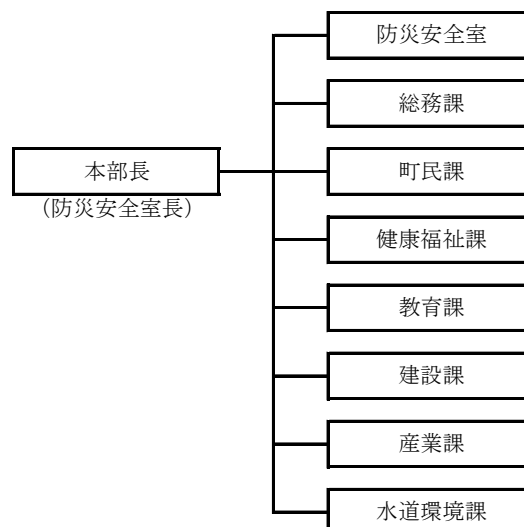 防災安全室
総務課
本部長
（防災安全室長）
町民課
健康福祉課
教育課
建設課
産業課
水道環境課